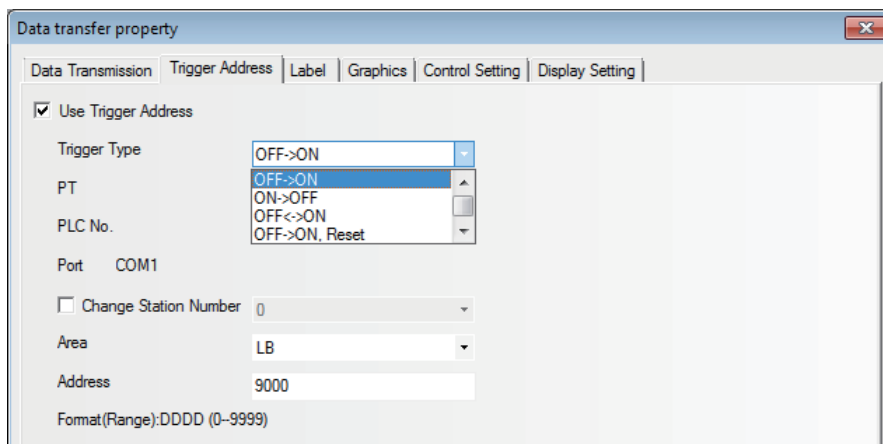 Data transfer property
Data Transmission Trigger Address Label Graphics Control Setting Display Setting
Use Trigger Address
Trigger Type OFF->ON
OFF->ON
PT
ON->OFF
OFF<->ON
PLC No.
OFF->ON, Reset
Port COM1
Change Station Number 0
Area LB
Address 9000
Format(Range):DDDD (0--9999)